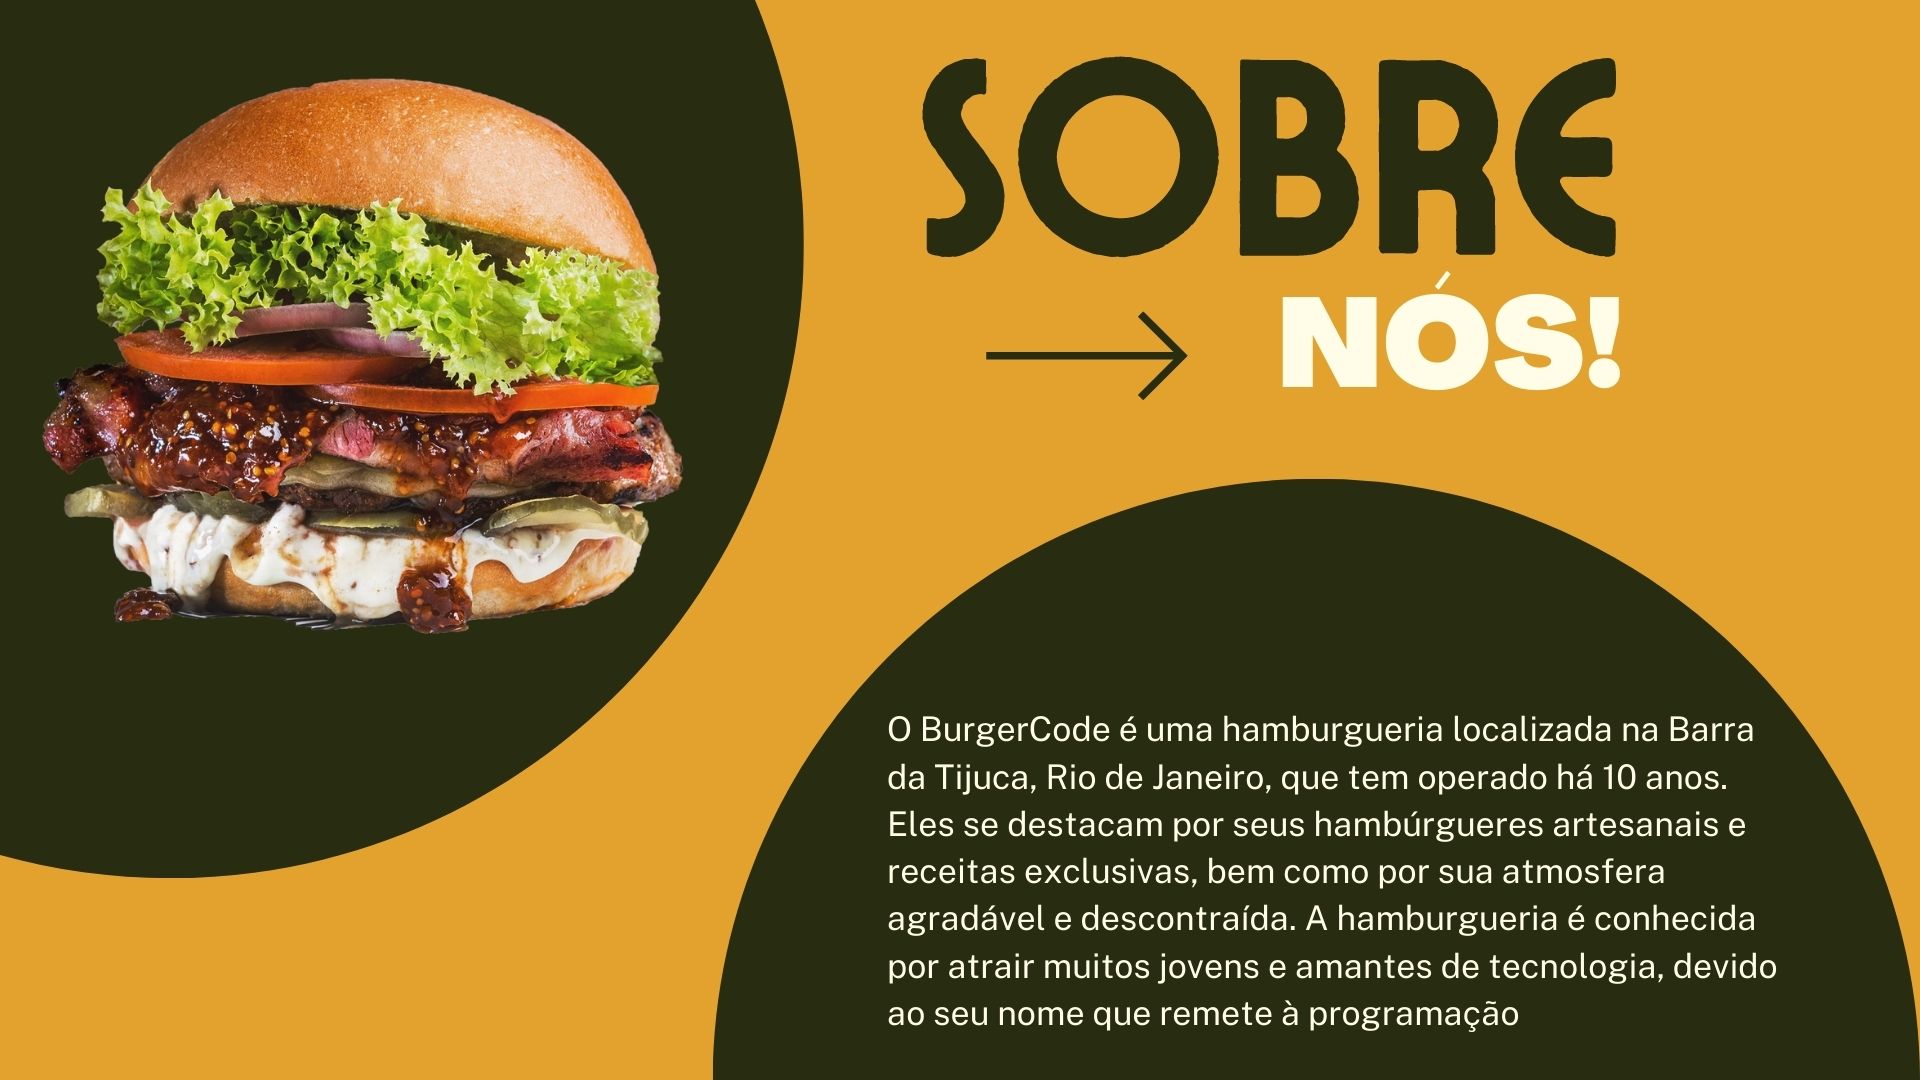 SOBRE
NÓS!
O BurgerCode é uma hamburgueria localizada na Barra
da Tijuca, Rio de Janeiro, que tem operado há 10 anos.
Eles se destacam por seus hambúrgueres artesanais e
receitas exclusivas, bem como por sua atmosfera
agradável e descontraída. A hamburgueria é conhecida
por atrair muitos jovens e amantes de tecnologia, devido
ao seu nome que remete à programação